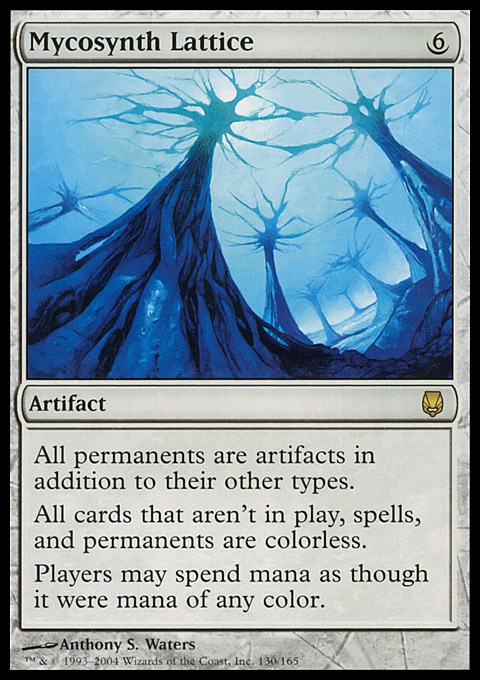 Mycosynth Lattice 6
Artifact
All permanents are artifacts in
addition to their other types.
All cards that aren't in play, spells,
and permanents are colorless.
Players may spend mana as though
it were mana of any color.
Anthony S. Waters
™ & © 1993–2004 Wizards of the Coast, Inc. 130/165